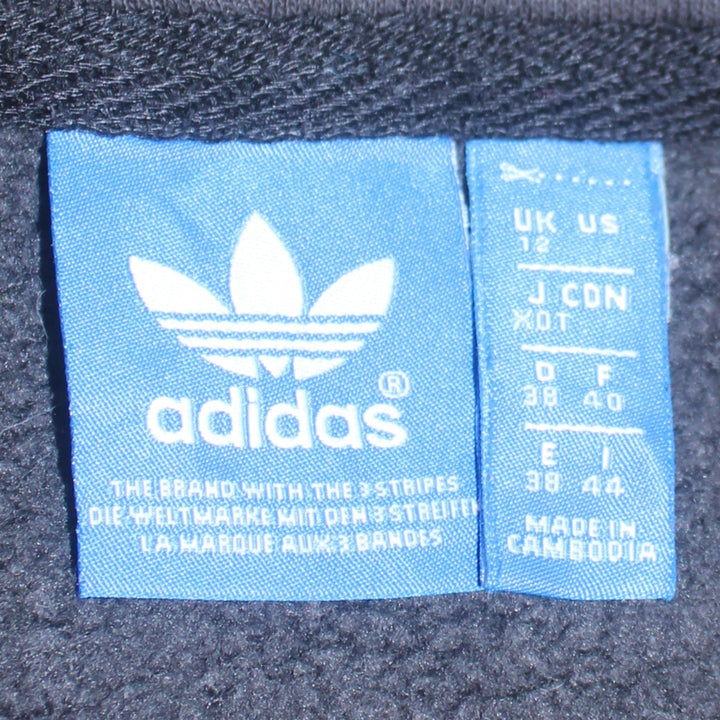 adidas®
THE BRAND WITH THE 3 STRIPES
DIE WELTMARKE MIT DEN 3 STREIFEN
LA MARQUE AUX 3 BANDES
UK US
12
J CDN
D F
38 40
E I
38 44
MADE IN
CAMBODIA